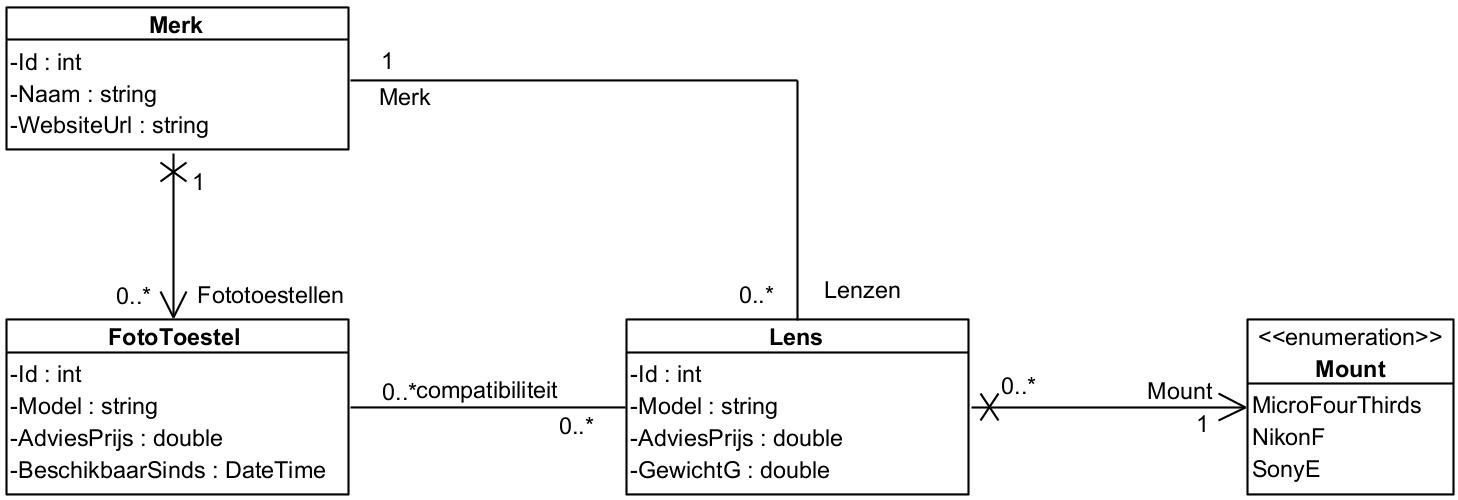 Merk
-Id : int
-Naam : string
-WebsiteUrl : string
1
Merk
1
0..*
Fototoestellen
0..*
Lenzen
FotoToestel
-Id : int
-Model : string
-AdviesPrijs : double
-BeschikbaarSinds : DateTime
0..*compatibiliteit
0..*
Lens
-Id : int
-Model : string
-AdviesPrijs : double
-GewichtG : double
0..*
Mount
1
<<enumeration>>
Mount
MicroFourThirds
NikonF
SonyE